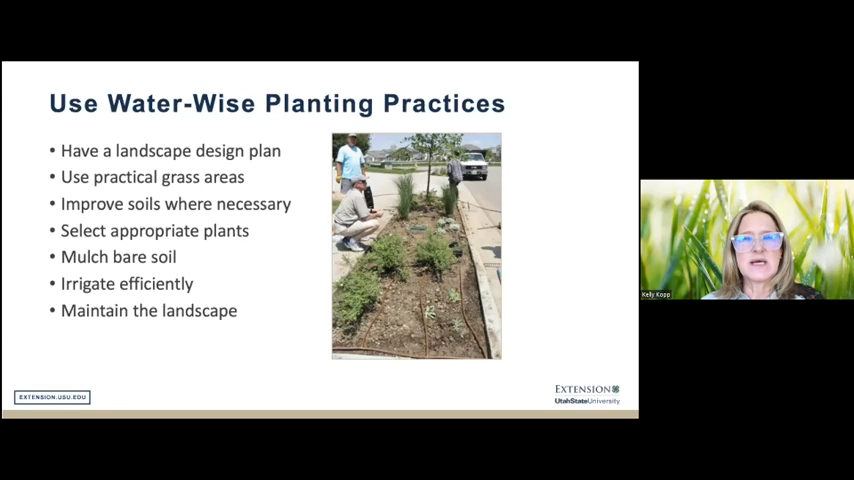 Use Water-Wise Planting Practices
• Have a landscape design plan
• Use practical grass areas
• Improve soils where necessary
• Select appropriate plants
• Mulch bare soil
• Irrigate efficiently
• Maintain the landscape
Kelly Kopp
EXTENSION.USU.EDU
EXTENSION
UtahStateUniversity